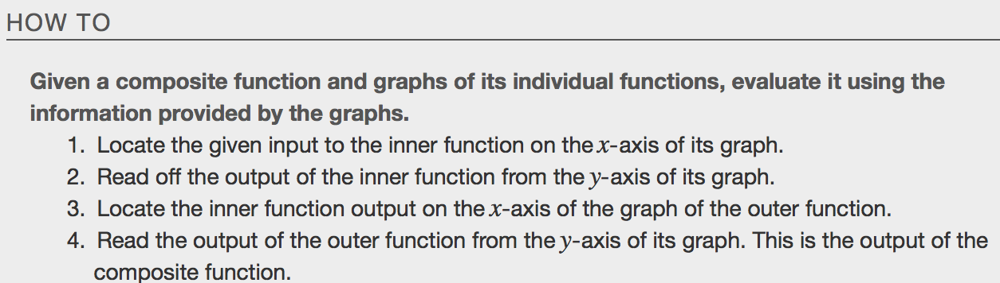 HOW TO
Given a composite function and graphs of its individual functions, evaluate it using the
information provided by the graphs.
1. Locate the given input to the inner function on the x-axis of its graph.
2. Read off the output of the inner function from the y-axis of its graph.
3. Locate the inner function output on the x-axis of the graph of the outer function.
4. Read the output of the outer function from the y-axis of its graph. This is the output of the
composite function.